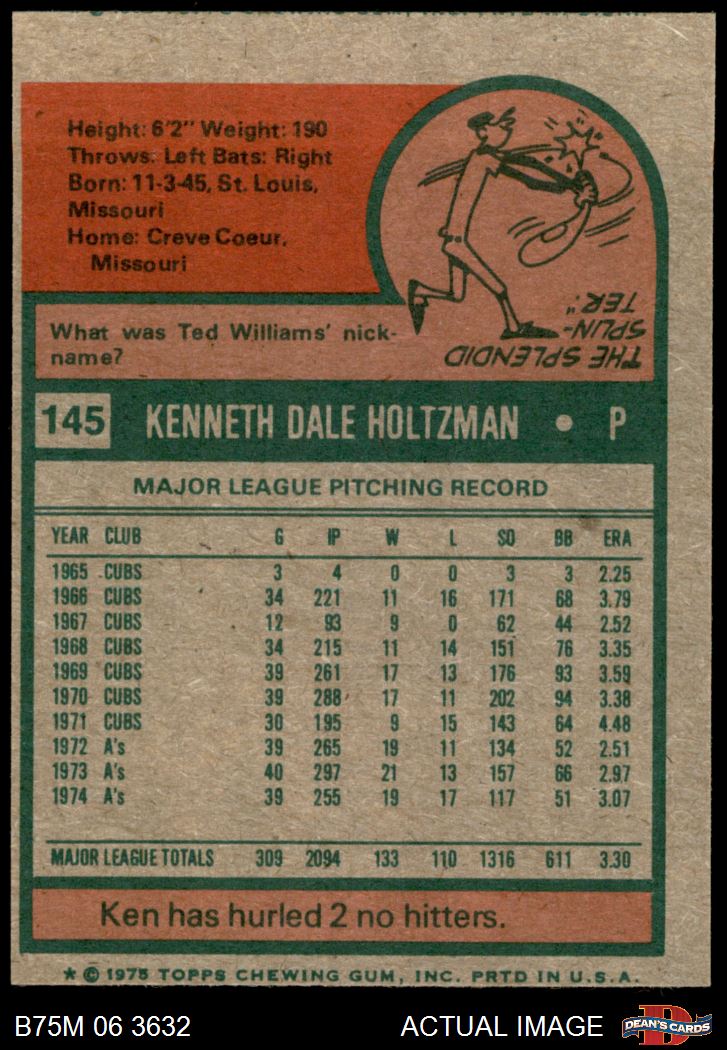 Height: 6'2" Weight: 190
Throws: Left Bats: Right
Born: 11-3-45, St. Louis,
Missouri
Home: Creve Coeur,
Missouri
What was Ted Williams' nick-
name?
THE SPLENDID
SPLIN-
TER."
145 KENNETH DALE HOLTZMAN • P
MAJOR LEAGUE PITCHING RECORD
YEAR CLUB G IP W L SO BB ERA
1965 CUBS 3 4 0 0 3 3 2.25
1966 CUBS 34 221 11 16 171 68 3.79
1967 CUBS 12 93 9 0 62 44 2.52
1968 CUBS 34 215 11 14 151 76 3.35
1969 CUBS 39 261 17 13 176 93 3.59
1970 CUBS 39 288 17 11 202 94 3.38
1971 CUBS 30 195 9 15 143 64 4.48
1972 A's 39 265 19 11 134 52 2.51
1973 A's 40 297 21 13 157 66 2.97
1974 A's 39 255 19 17 117 51 3.07
MAJOR LEAGUE TOTALS 309 2094 133 110 1316 611 3.30
Ken has hurled 2 no hitters.
* © 1975 TOPPS CHEWING GUM, INC. PRTD IN U.S.A.
B75M 06 3632 ACTUAL IMAGE DEAN'S CARDS